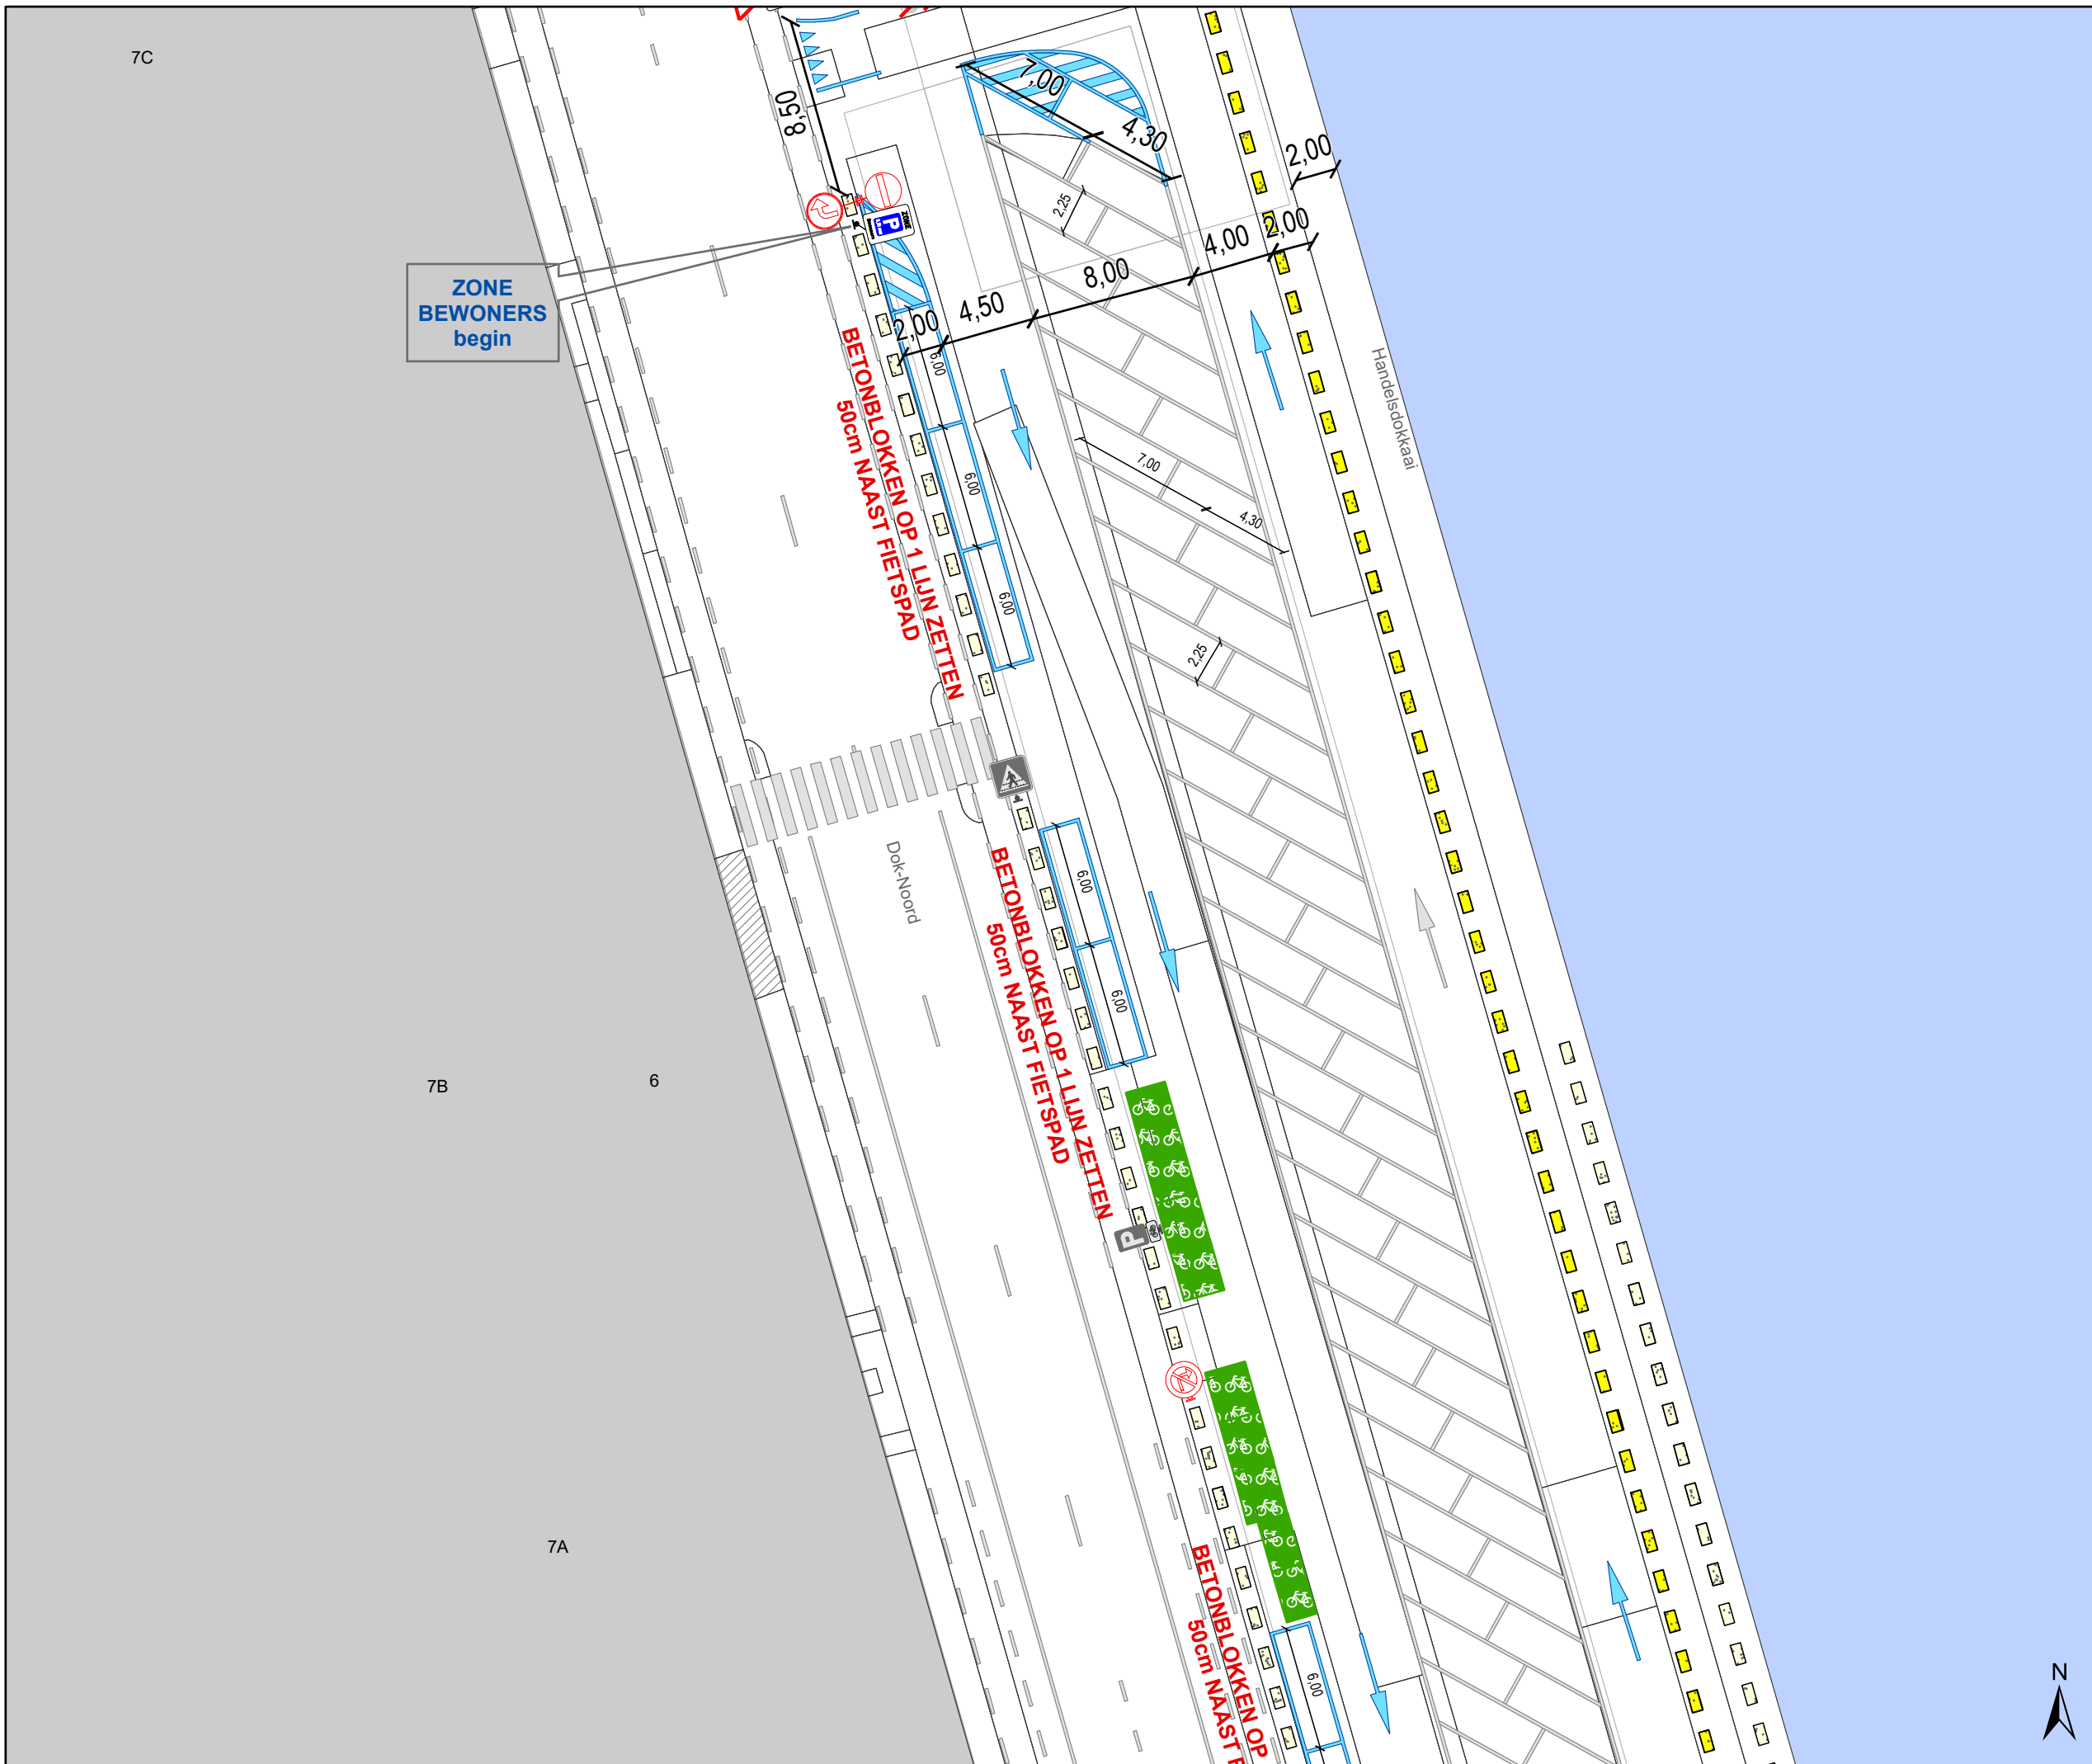 7C
8,50
7,00
4,30
2,00
2,25
ZONE
P
ZONE
BEWONERS
begin
2,00
4,50
8,00
4,00
2,00
6,00
6,00
6,00
BETONBLOKKEN OP 1 LIJN ZETTEN
50cm NAAST FIETSPAD
Handelsdokkaai
7,00
4,30
2,25
Dok-Noord
6,00
6,00
BETONBLOKKEN OP 1 LIJN ZETTEN
50cm NAAST FIETSPAD
7B
6
P
7A
BETONBLOKKEN OP
50cm NAAST F
6,00
N